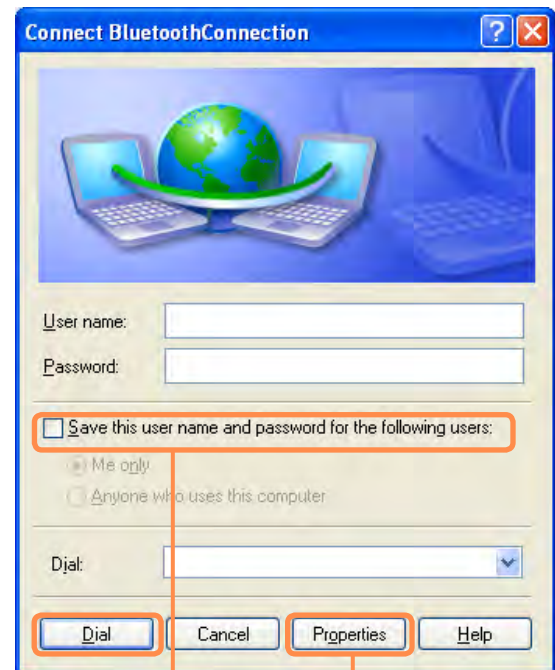 Connect BluetoothConnection
User name:
Password:
Save this user name and password for the following users:
Me only
Anyone who uses this computer
Dial:
Dial Cancel Properties Help